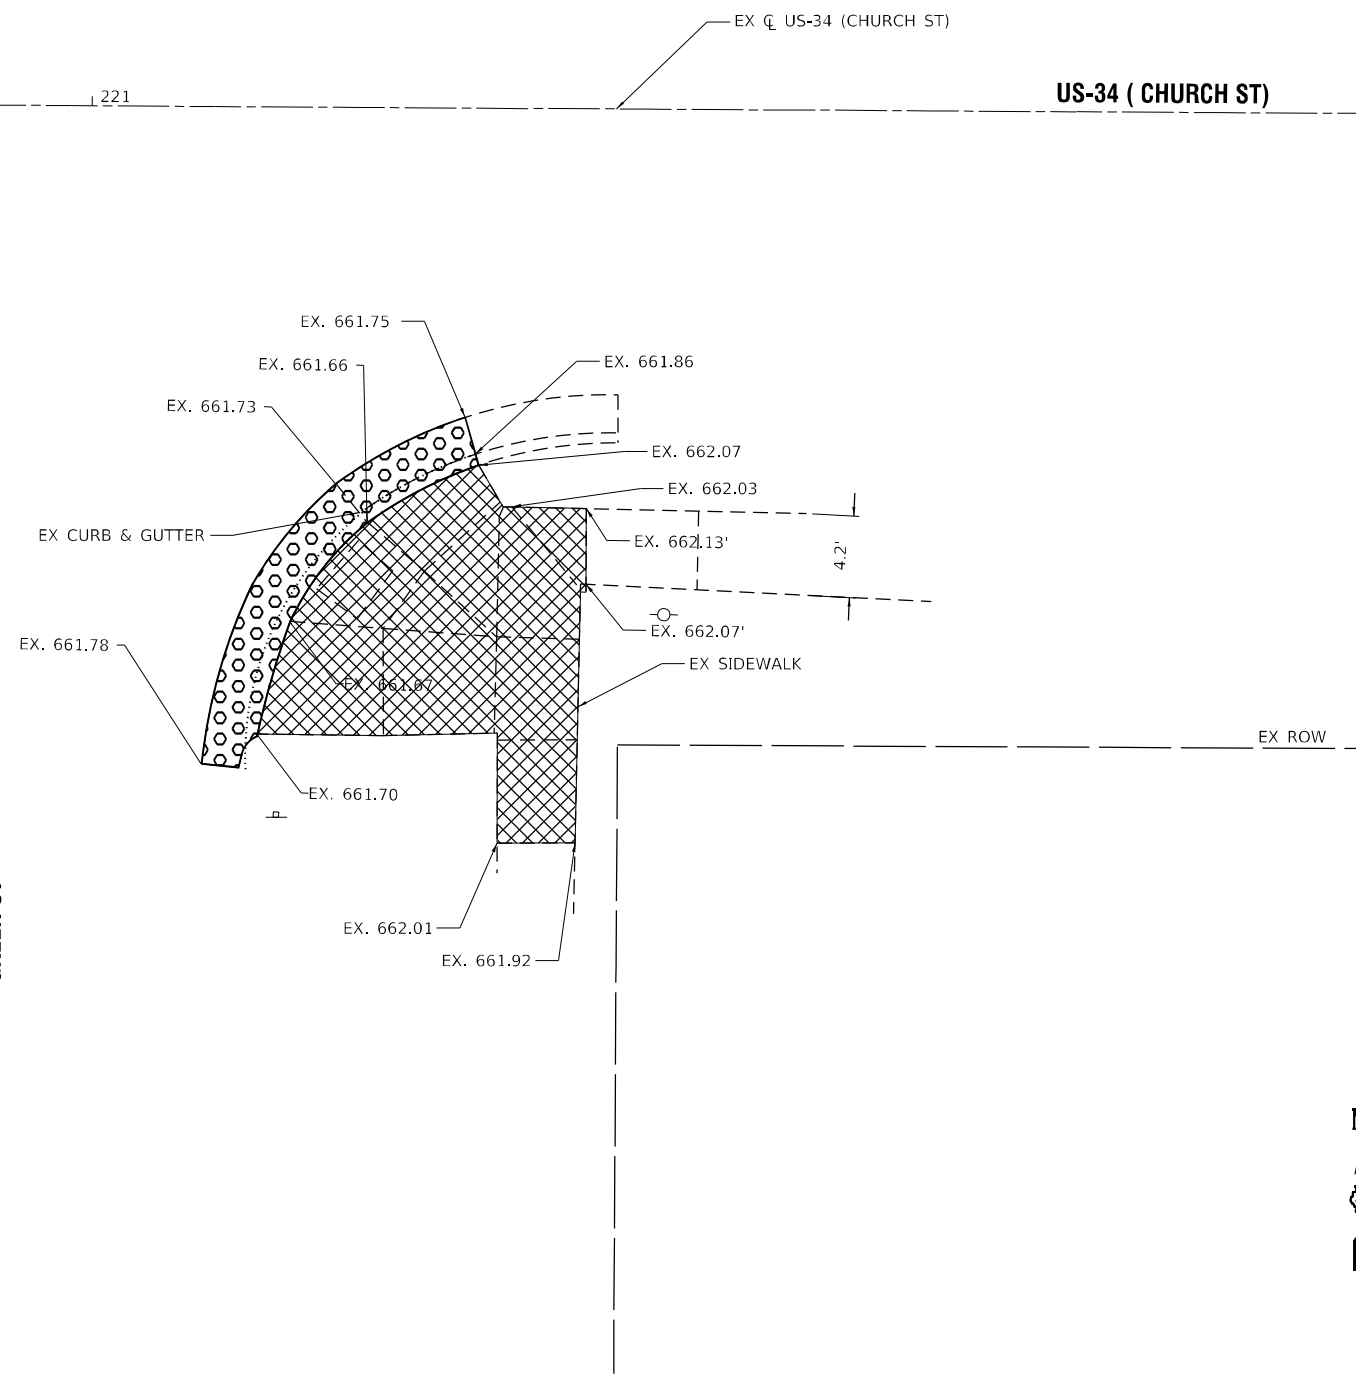 EX ℄ US-34 (CHURCH ST)
221
US-34 ( CHURCH ST)
EX. 661.75
EX. 661.66
EX. 661.86
EX. 661.73
EX. 662.07
EX. 662.03
EX CURB & GUTTER
EX. 662.13'
4.2'
EX. 662.07'
EX. 661.78
EX SIDEWALK
EX. 661.67
EX ROW
EX. 661.70
EX. 662.01
EX. 661.92